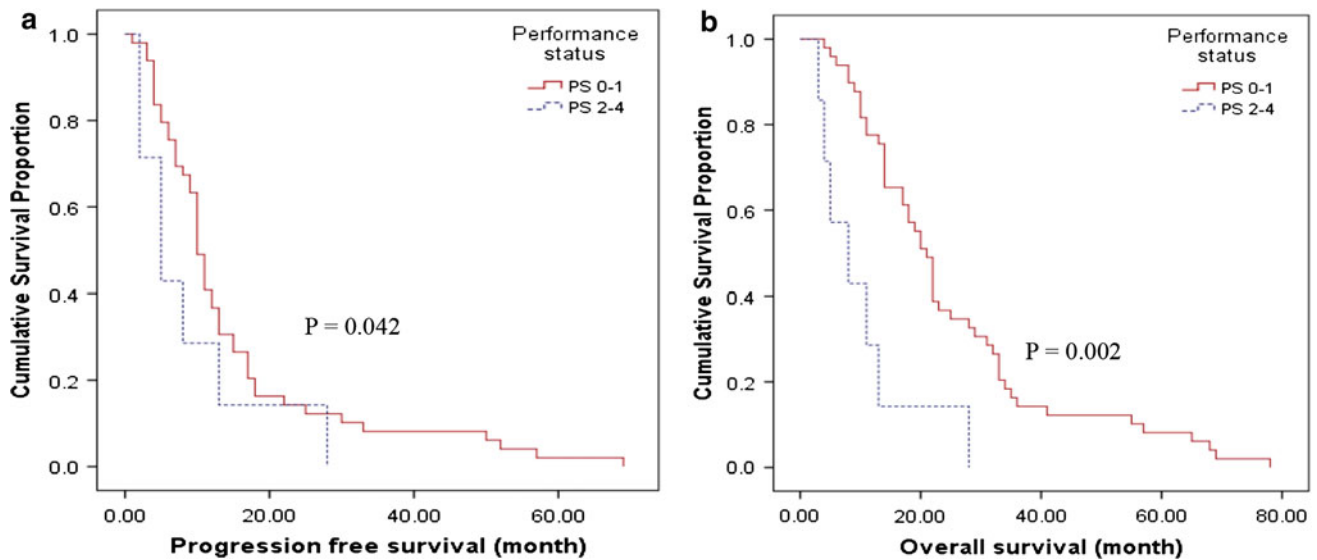 a
Performance
status
PS 0-1
PS 2-4
1.0
0.8
0.6
0.4
0.2
0.0
Cumulative Survival Proportion
P = 0.042
0.00
20.00
40.00
60.00
Progression free survival (month)
b
Performance
status
PS 0-1
PS 2-4
1.0
0.8
0.6
0.4
0.2
0.0
Cumulative Survival Proportion
P = 0.002
0.00
20.00
40.00
60.00
80.00
Overall survival (month)